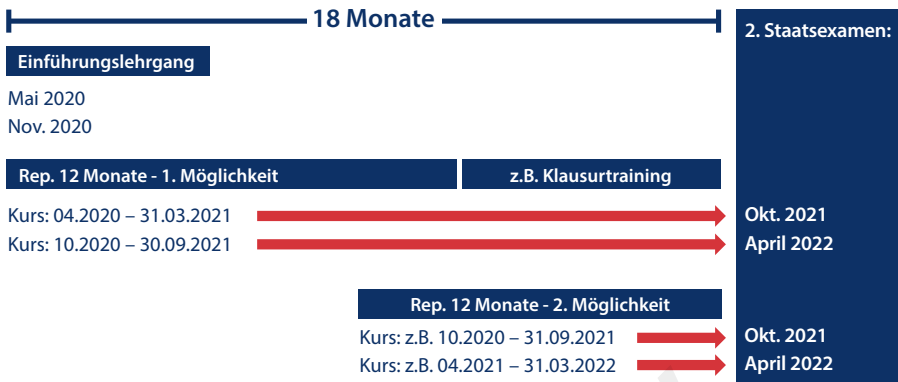 18 Monate
2. Staatsexamen:
Einführungslehrgang
Mai 2020
Nov. 2020
Rep. 12 Monate - 1. Möglichkeit
z.B. Klausurtraining
Kurs: 04.2020 – 31.03.2021
Okt. 2021
Kurs: 10.2020 – 30.09.2021
April 2022
Rep. 12 Monate - 2. Möglichkeit
Kurs: z.B. 10.2020 – 31.09.2021
Okt. 2021
Kurs: z.B. 04.2021 – 31.03.2022
April 2022